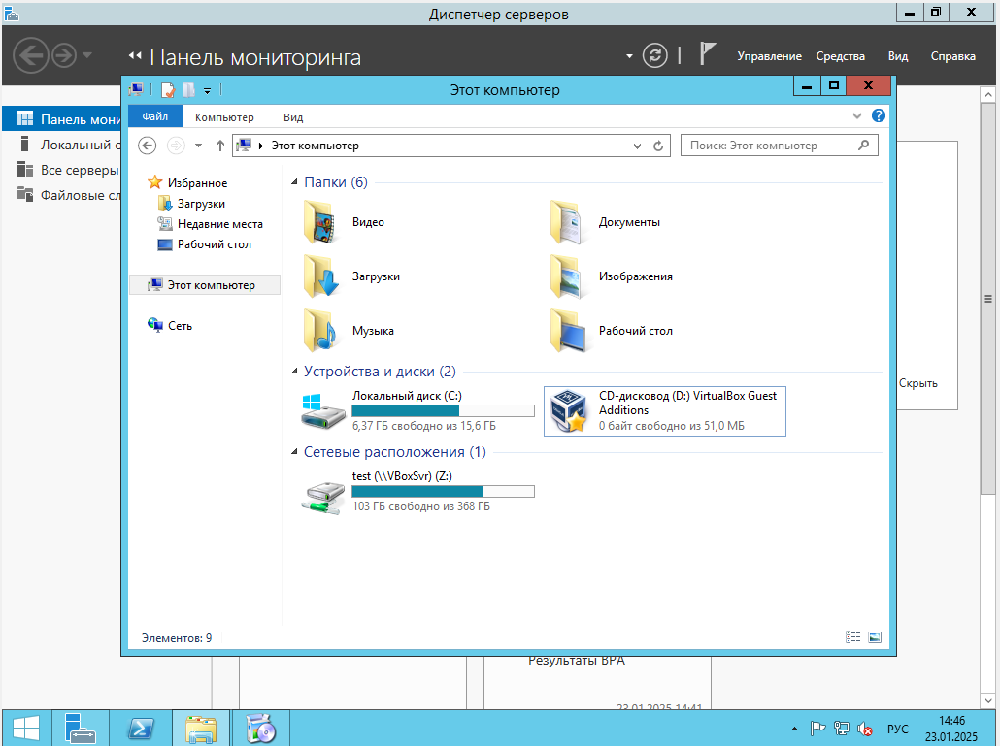 Диспетчер серверов
Панель мониторинга
Управление Средства Вид Справка
Этот компьютер
Файл Компьютер Вид
Этот компьютер
Поиск: Этот компьютер
Панель мони
Локальный с
Все серверы
Файловые сл
Избранное
Загрузки
Недавние места
Рабочий стол
Этот компьютер
Сеть
Папки (6)
Видео
Документы
Загрузки
Изображения
Музыка
Рабочий стол
Устройства и диски (2)
Локальный диск (C:)
6,37 ГБ свободно из 15,6 ГБ
CD-дисковод (D:) VirtualBox Guest
Additions
0 байт свободно из 51,0 МБ
Сетевые расположения (1)
test (\\VBoxSvr) (Z:)
103 ГБ свободно из 368 ГБ
Скрыть
Элементов: 9
Результаты BPA
23.01.2025 14:41
РУС
14:46
23.01.2025